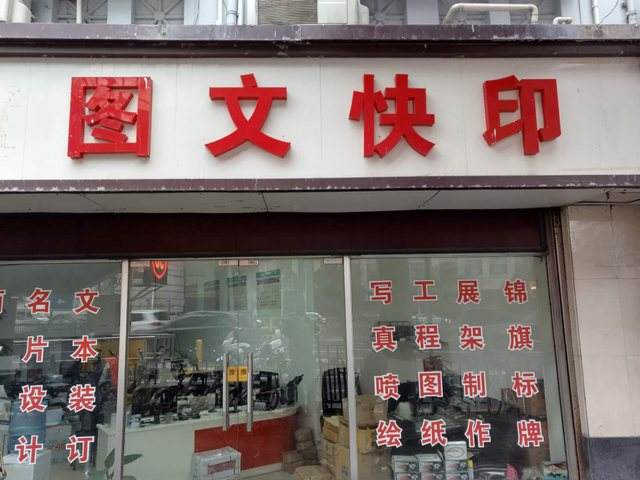 图文快印
名片设计
文本装订
写真喷绘
工程图纸
展架制作
锦旗标牌